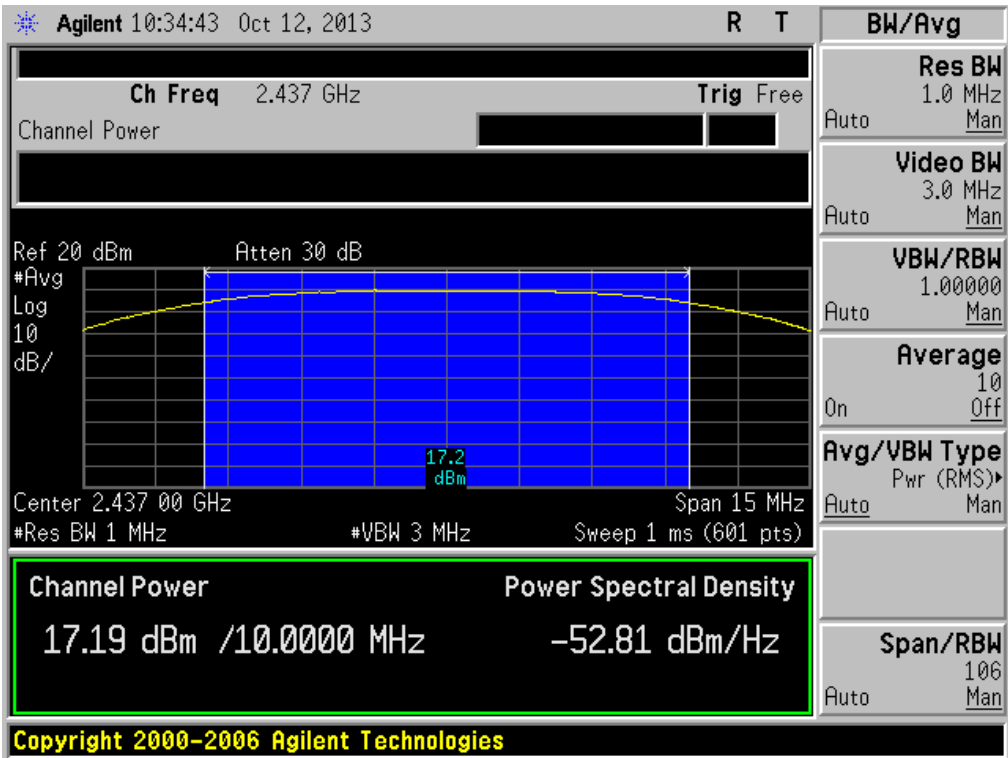 Agilent 10:34:43 Oct 12, 2013 R T
Ch Freq 2.437 GHz Trig Free
Channel Power
Ref 20 dBm Atten 30 dB
#Avg
Log
10
dB/
17.2
dBm
Center 2.437 00 GHz Span 15 MHz
#Res BW 1 MHz #VBW 3 MHz Sweep 1 ms (601 pts)
Channel Power Power Spectral Density
17.19 dBm /10.0000 MHz -52.81 dBm/Hz
BW/Avg
Res BW
1.0 MHz
Auto Man
Video BW
3.0 MHz
Auto Man
VBW/RBW
1.00000
Auto Man
Average
10
On Off
Avg/VBW Type
Pwr (RMS)▸
Auto Man
Span/RBW
106
Auto Man
Copyright 2000-2006 Agilent Technologies